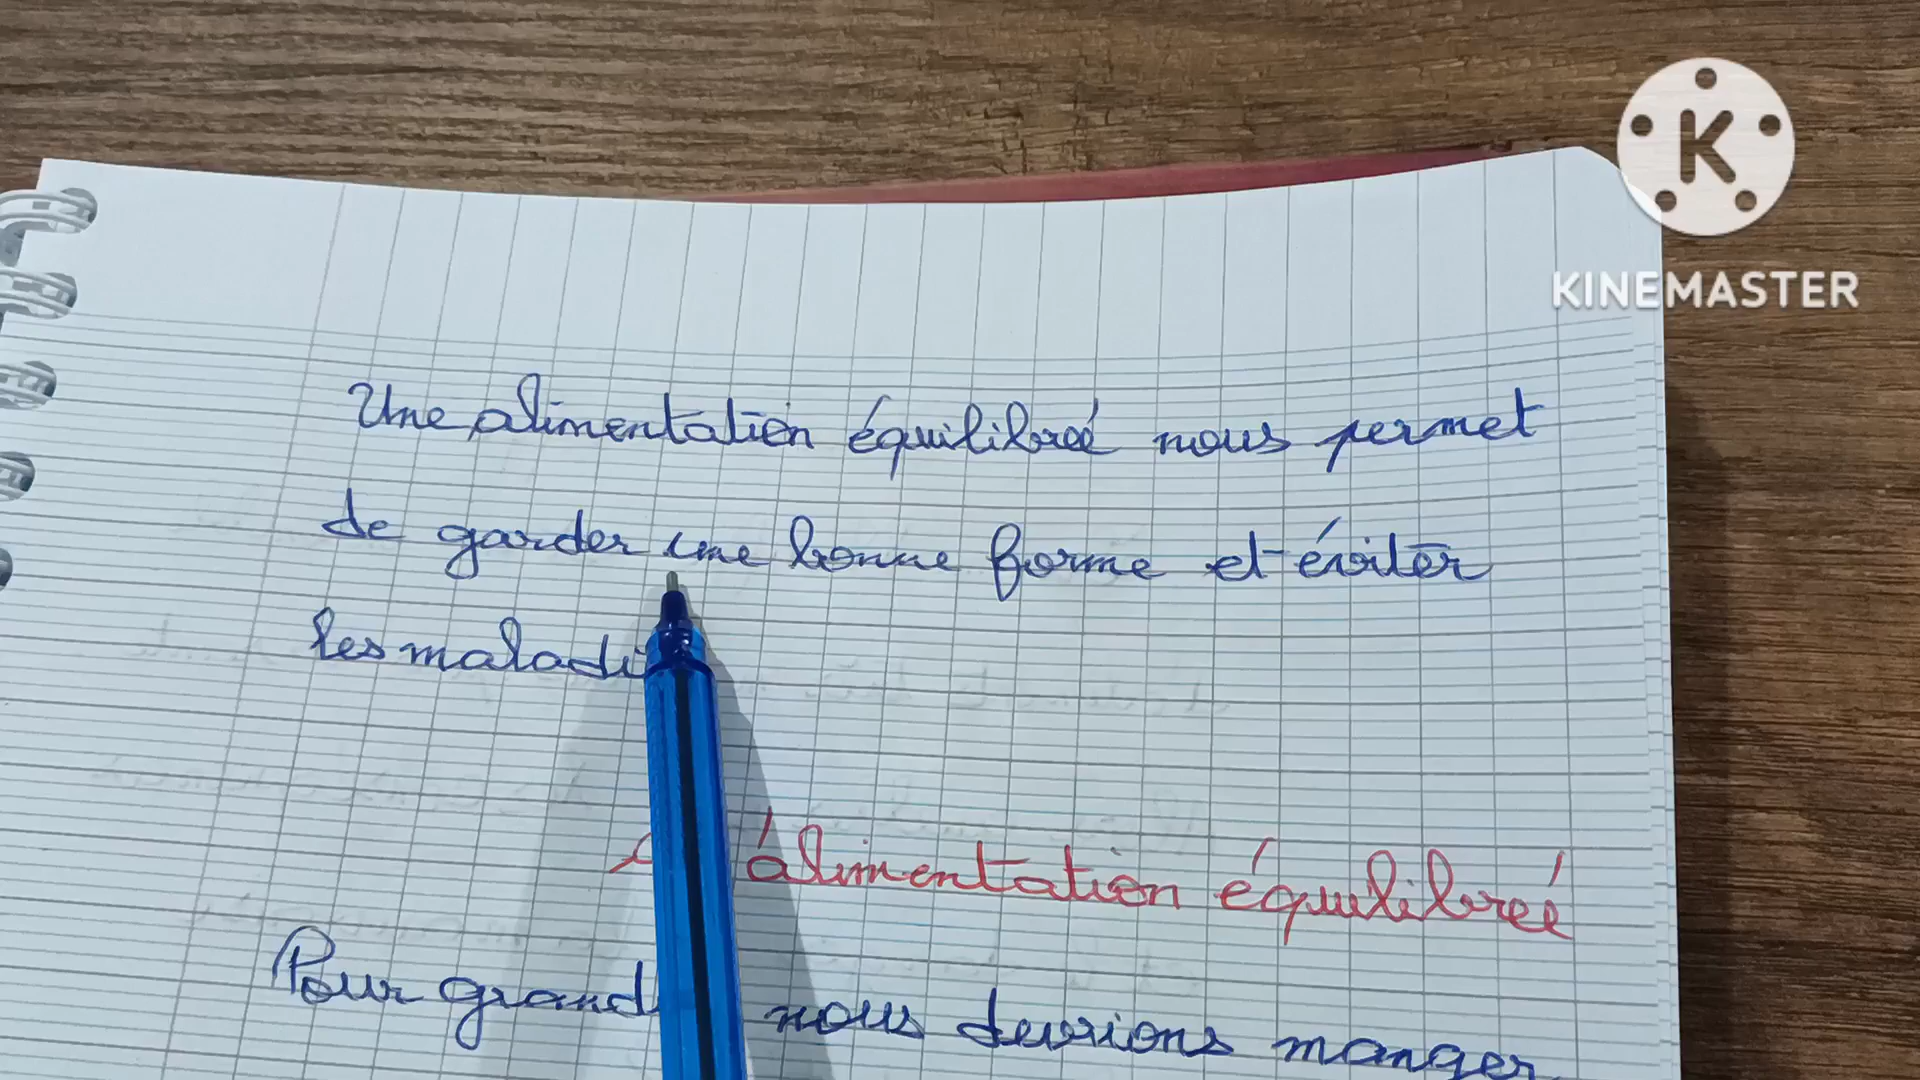 KINEMASTER
Une alimentation équilibreé nous permet
de garder une bonne forme et éviter
les maladi
L'alimentation équilibreé
Pour grand nous devrions manger